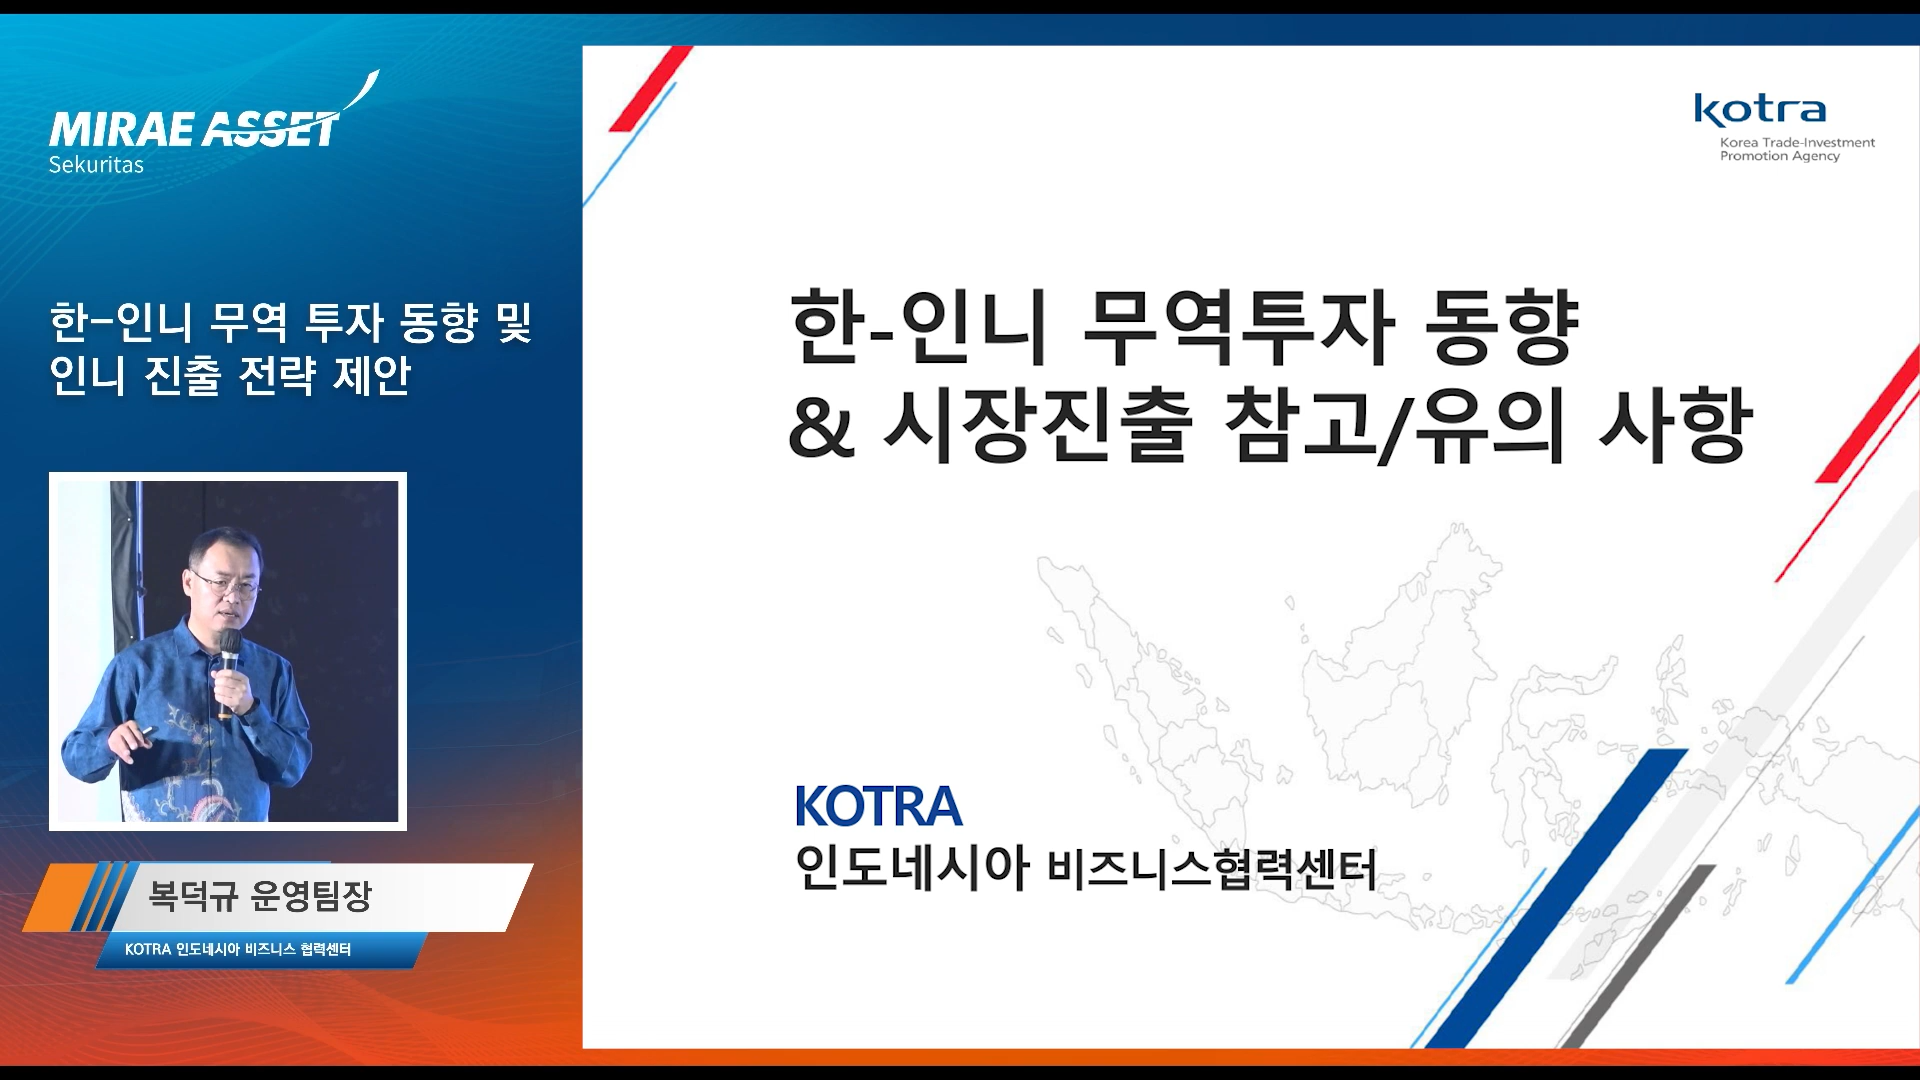 MIRAE ASSET
Sekuritas
한-인니 무역 투자 동향 및
인니 진출 전략 제안
복덕규 운영팀장
KOTRA 인도네시아 비즈니스 협력센터
kotra
Korea Trade-Investment
Promotion Agency
한-인니 무역투자 동향
& 시장진출 참고/유의 사항
KOTRA
인도네시아 비즈니스협력센터